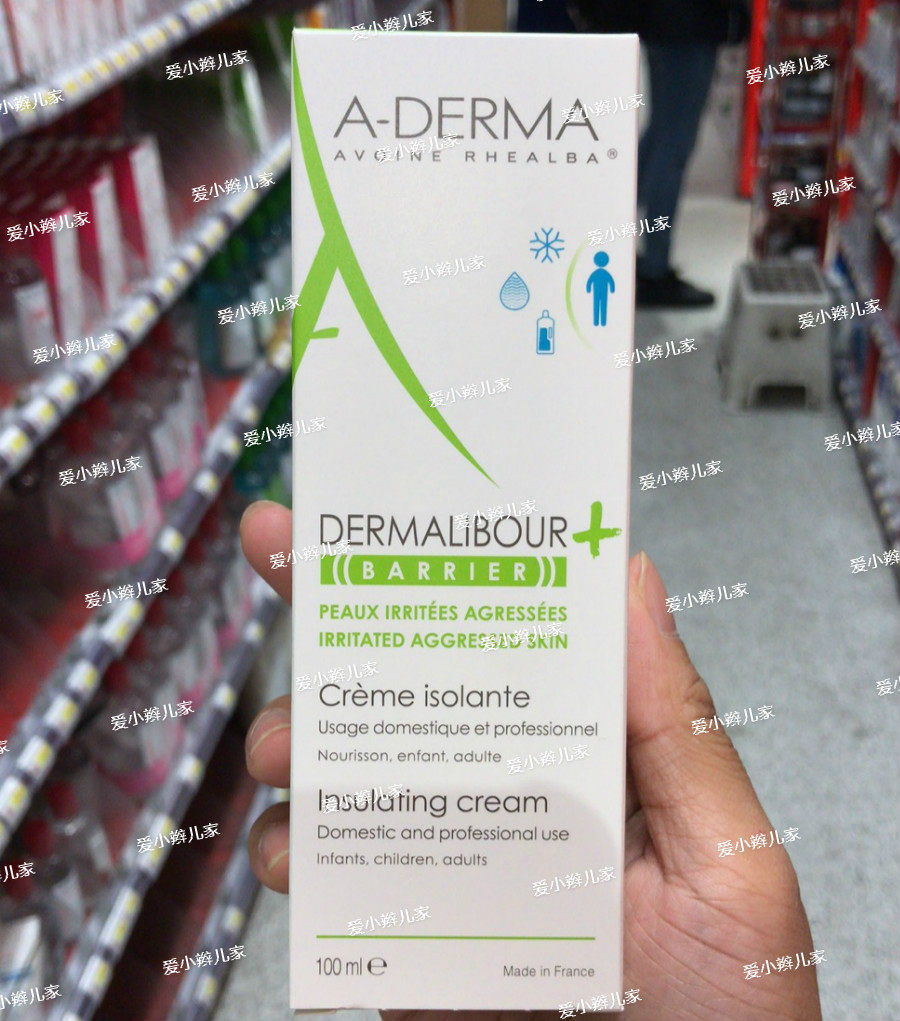 A-DERMA
AVOINE RHEALBA®
DERMALIBOUR+
((BARRIER))
PEAUX IRRITÉES AGRESSÉES
IRRITATED AGGRESSED SKIN
Crème isolante
Usage domestique et professionnel
Nourisson, enfant, adulte
Insulating cream
Domestic and professional use
Infants, children, adults
100 ml ℮
Made in France
爱小辫儿家